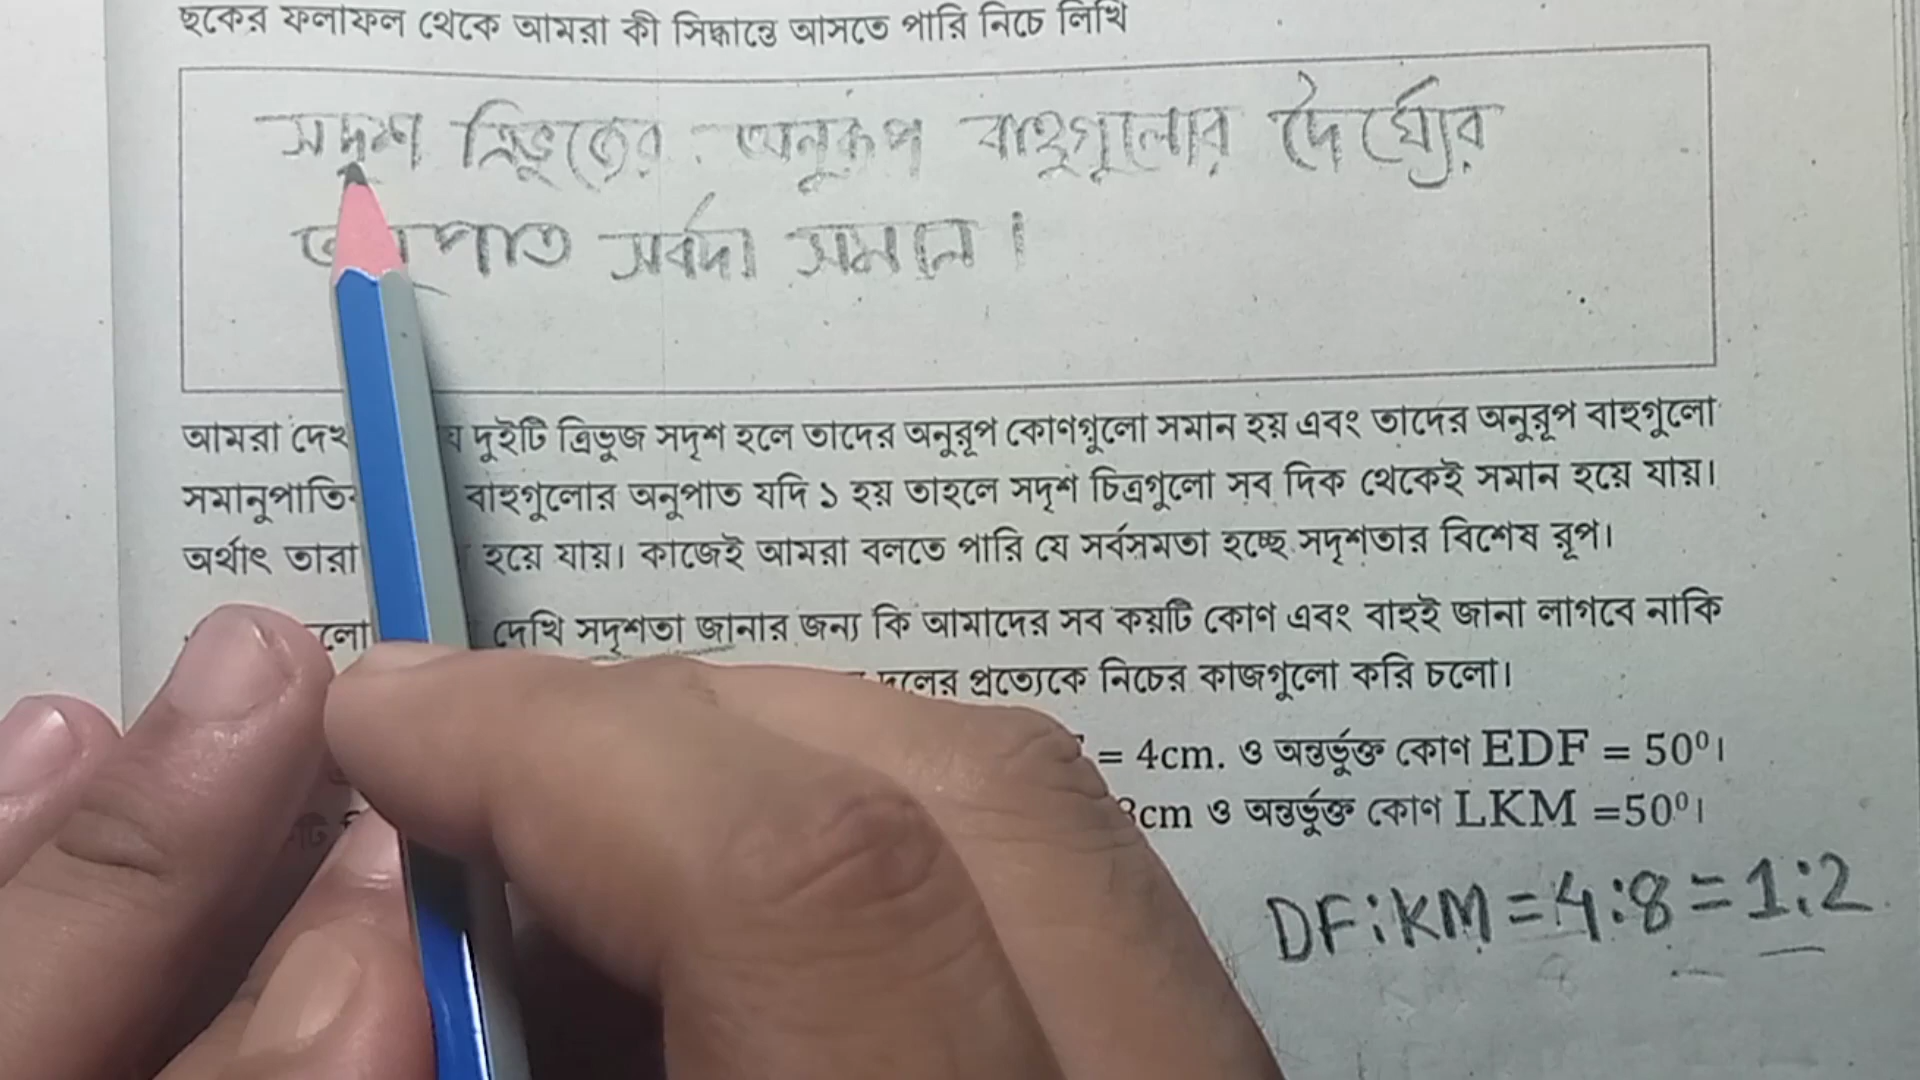 ছকের ফলাফল থেকে আমরা কী সিদ্ধান্তে আসতে পারি নিচে লিখি
সদৃশ ত্রিভুজের অনুরূপ বাহুগুলোর দৈর্ঘ্যের
অনুপাত সর্বদা সমান।
আমরা দুইটি ত্রিভুজ সদৃশ হলে তাদের অনুরূপ কোণগুলো সমান হয় এবং তাদের অনুরূপ বাহুগুলো
বাহুগুলোর অনুপাত যদি ১ হয় তাহলে সদৃশ চিত্রগুলো সব দিক থেকেই সমান হয়ে যায়।
অর্থাৎ তারা হয়ে যায়। কাজেই আমরা বলতে পারি যে সর্বসমতা হচ্ছে সদৃশতার বিশেষ রূপ।
দেখি সদৃশতা জানার জন্য কি আমাদের সব কয়টি কোণ এবং বাহুই জানা লাগবে নাকি
দলের প্রত্যেকে নিচের কাজগুলো করি চলো।
= 4cm. ও অন্তর্ভুক্ত কোণ EDF = 50⁰।
cm ও অন্তর্ভুক্ত কোণ LKM =50⁰।
DF:KM=4:8=1:2